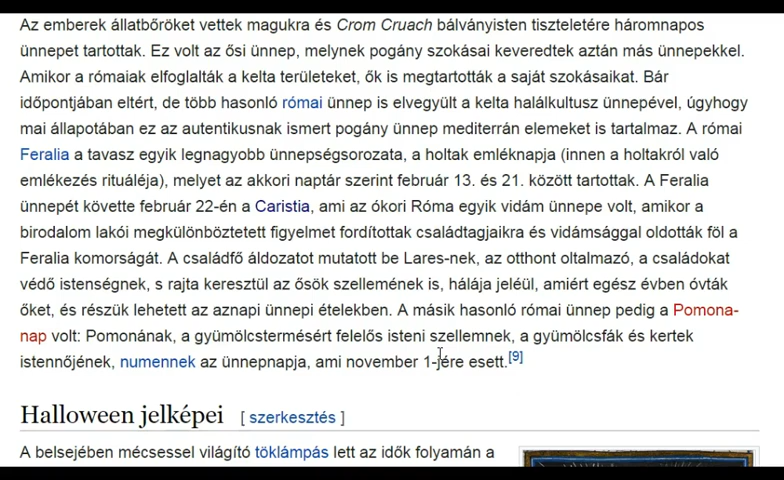 Az emberek állatbőröket vettek magukra és Crom Cruach bálványisten tiszteletére háromnapos
ünnepet tartottak. Ez volt az ősi ünnep, melynek pogány szokásai keveredtek aztán más ünnepekkel.
Amikor a rómaiak elfoglalták a kelta területeket, ők is megtartották a saját szokásaikat. Bár
időpontjában eltért, de több hasonló római ünnep is elvegyült a kelta halálkultusz ünnepével, úgyhogy
mai állapotában ez az autentikusnak ismert pogány ünnep mediterrán elemeket is tartalmaz. A római
Feralia a tavasz egyik legnagyobb ünnepségsorozata, a holtak emléknapja (innen a holtakról való
emlékezés rituáléja), melyet az akkori naptár szerint február 13. és 21. között tartottak. A Feralia
ünnepét követte február 22-én a Caristia, ami az ókori Róma egyik vidám ünnepe volt, amikor a
birodalom lakói megkülönböztetett figyelmet fordítottak családtagjaikra és vidámsággal oldották föl a
Feralia komorságát. A családfő áldozatot mutatott be Lares-nek, az otthont oltalmazó, a családokat
védő istenségnek, s rajta keresztül az ősök szellemének is, hálája jeléül, amiért egész évben óvták
őket, és részük lehetett az aznapi ünnepi ételekben. A másik hasonló római ünnep pedig a Pomona-
nap volt: Pomonának, a gyümölcstermésért felelős isteni szellemnek, a gyümölcsfák és kertek
istennőjének, numennek az ünnepnapja, ami november 1-jére esett.[9]
Halloween jelképei [ szerkesztés ]
A belsejében mécsessel világító töklámpás lett az idők folyamán a